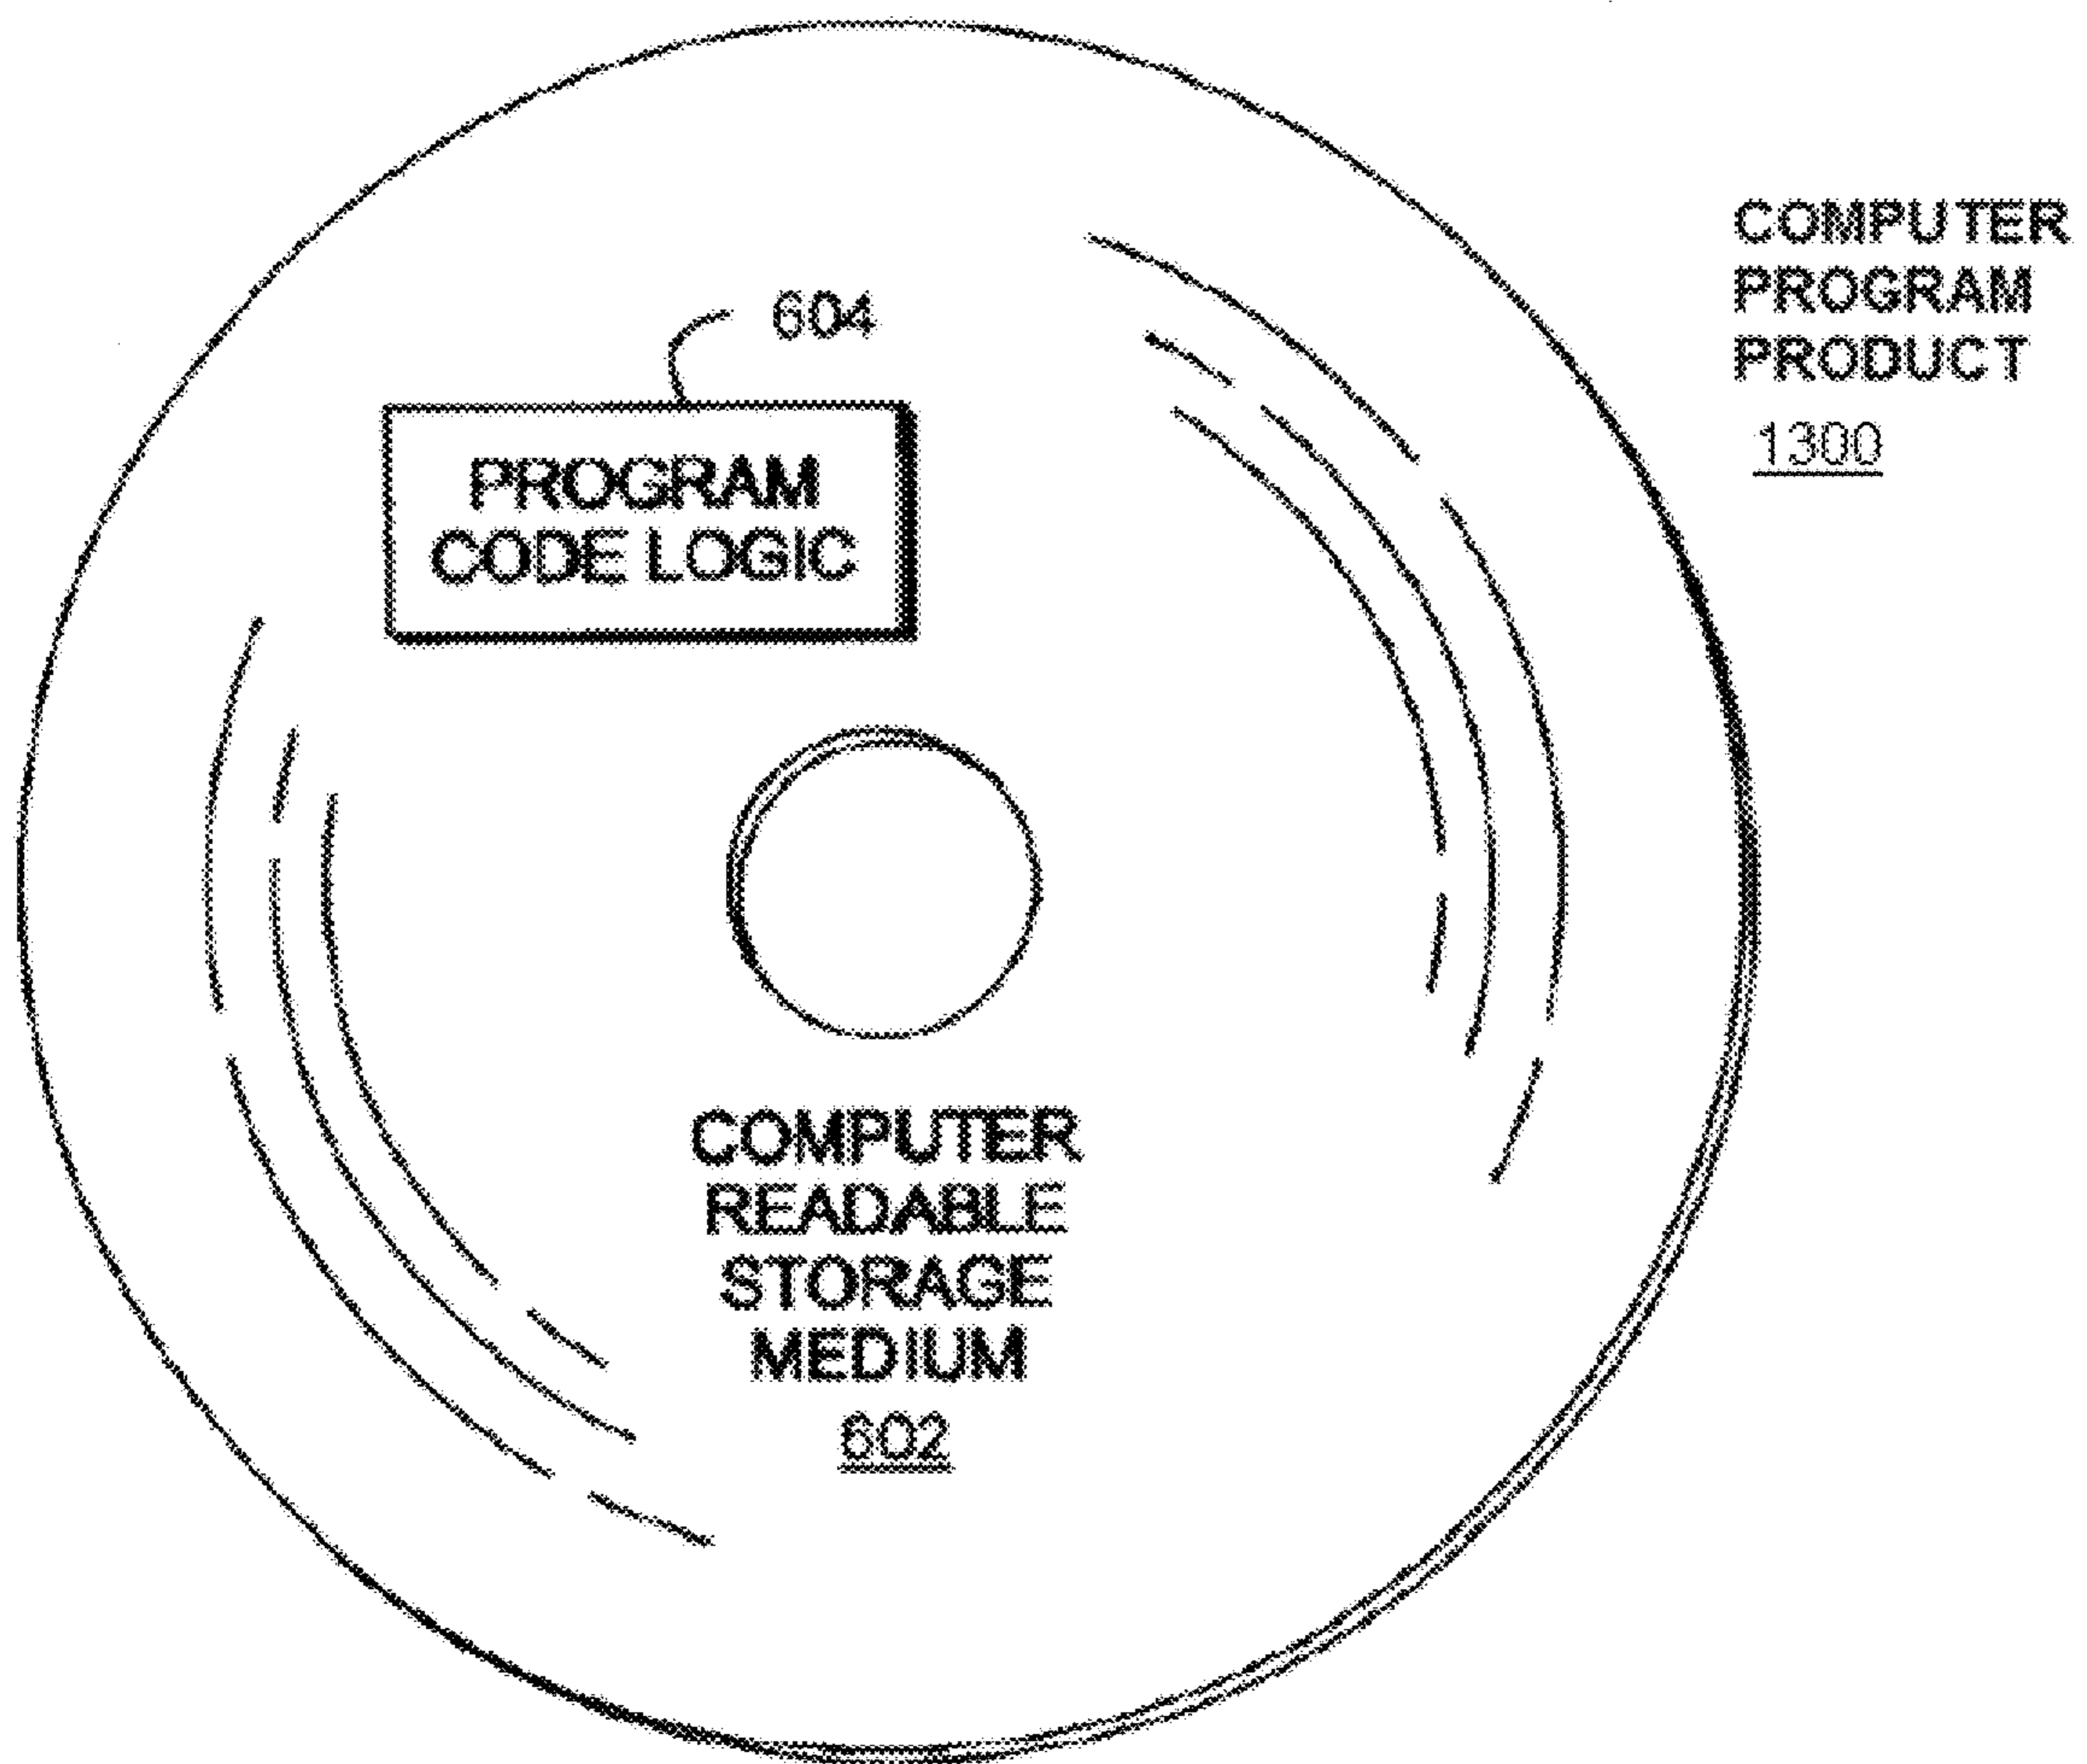 604
PROGRAM
CODE LOGIC
COMPUTER
PROGRAM
PRODUCT
1300
COMPUTER
READABLE
STORAGE
MEDIUM
602